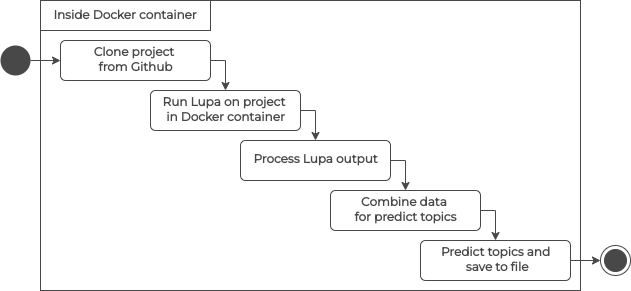 Inside Docker container
Clone project
from Github
Run Lupa on project
in Docker container
Process Lupa output
Combine data
for predict topics
Predict topics and
save to file